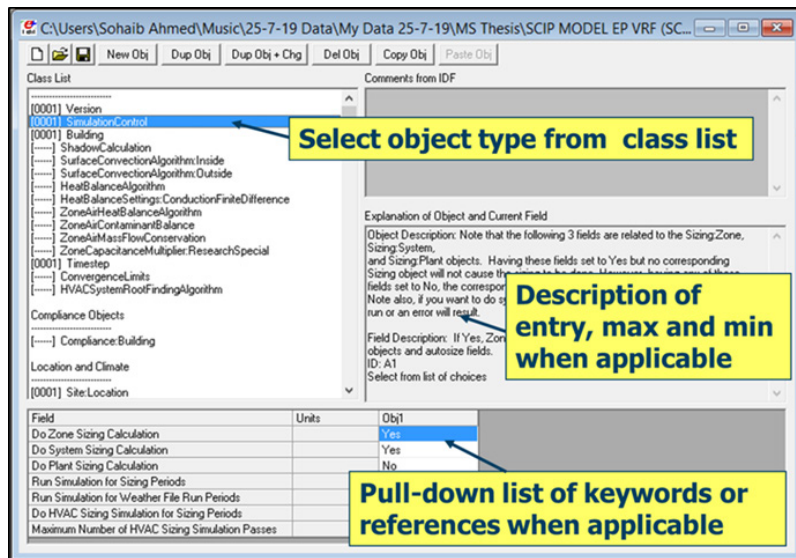 C:\Users\Sohaib Ahmed\Music\25-7-19 Data\My Data 25-7-19\MS Thesis\SCIP MODEL EP VRF (SC...
New Obj Dup Obj Dup Obj + Chg Del Obj Copy Obj Paste Obj
Class List
Comments from IDF
[0001] Version
[0001] SimulationControl
[0001] Building
[------] ShadowCalculation
[------] SurfaceConvectionAlgorithm:Inside
[------] SurfaceConvectionAlgorithm:Outside
[------] HeatBalanceAlgorithm
[------] HeatBalanceSettings:ConductionFiniteDifference
[------] ZoneAirHeatBalanceAlgorithm
[------] ZoneAirContaminantBalance
[------] ZoneAirMassFlowConservation
[------] ZoneCapacitanceMultiplier:ResearchSpecial
[0001] Timestep
[------] ConvergenceLimits
[------] HVACSystemRootFindingAlgorithm
Compliance Objects
[------] Compliance:Building
Location and Climate
[0001] Site:Location
Select object type from class list
Explanation of Object and Current Field
Object Description: Note that the following 3 fields are related to the Sizing:Zone,
Sizing:System,
and Sizing:Plant objects. Having these fields set to Yes but no corresponding
Sizing object will not cause the sizing to be done. However, having any of these
fields set to No, the correspon
Note also, if you want to do sy
run or an error will result.
Field Description: If Yes, Zon
objects and autosize fields.
ID: A1
Select from list of choices
Description of
entry, max and min
when applicable
Field Units Obj1
Do Zone Sizing Calculation Yes
Do System Sizing Calculation Yes
Do Plant Sizing Calculation No
Run Simulation for Sizing Periods
Run Simulation for Weather File Run Periods
Do HVAC Sizing Simulation for Sizing Periods
Maximum Number of HVAC Sizing Simulation Passes
Pull-down list of keywords or
references when applicable